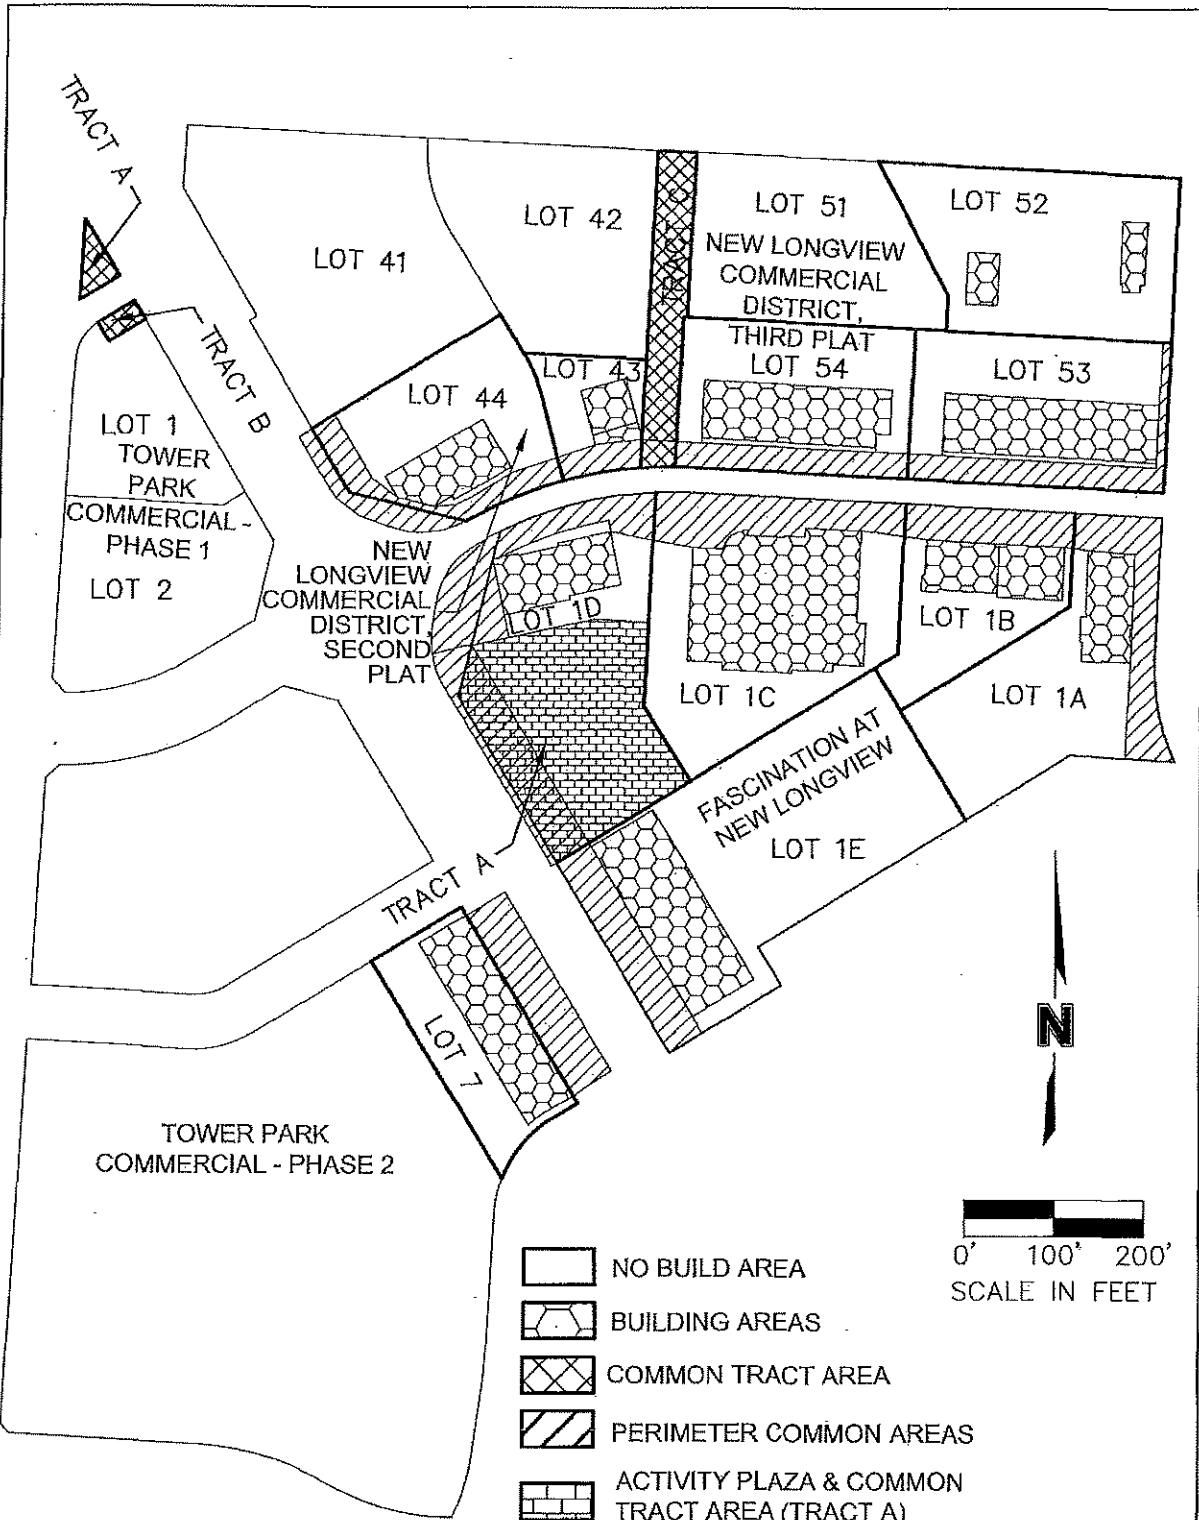 TRACT A
TRACT B
LOT 41
LOT 42
LOT 51
LOT 52
NEW LONGVIEW
COMMERCIAL
DISTRICT,
THIRD PLAT
LOT 54
LOT 53
LOT 43
LOT 44
LOT 1
TOWER
PARK
COMMERCIAL -
PHASE 1
LOT 2
NEW
LONGVIEW
COMMERCIAL
DISTRICT,
SECOND
PLAT
LOT 1D
LOT 1C
LOT 1B
LOT 1A
FASCINATION AT
NEW LONGVIEW
LOT 1E
TRACT A
LOT 7
TOWER PARK
COMMERCIAL - PHASE 2
N
0' 100' 200'
SCALE IN FEET
NO BUILD AREA
BUILDING AREAS
COMMON TRACT AREA
PERIMETER COMMON AREAS
ACTIVITY PLAZA & COMMON
TRACT AREA (TRACT A)